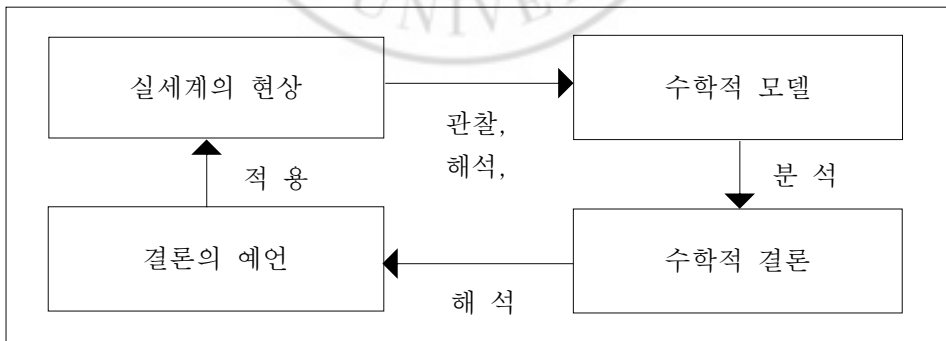 UNIVE
실세계의 현상
수학적 모델
관찰,
해석,
적 용
분 석
결론의 예언
수학적 결론
해 석